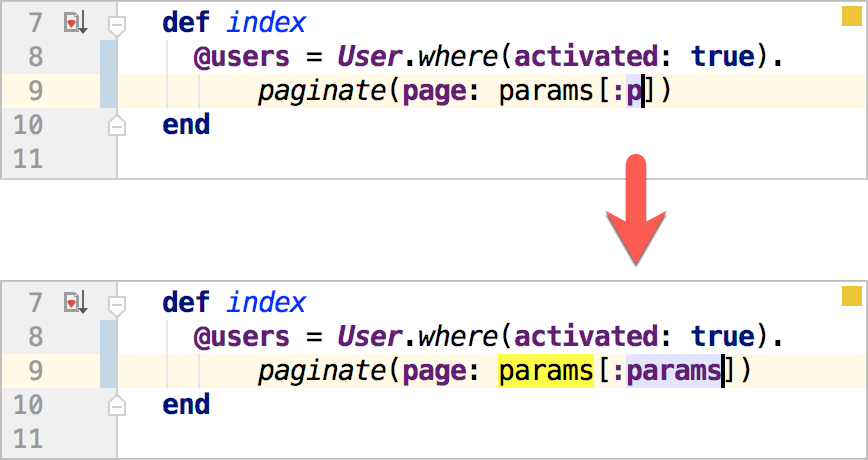 7 def index
8 @users = User.where(activated: true).
9 paginate(page: params[:p])
10 end
11
7 def index
8 @users = User.where(activated: true).
9 paginate(page: params[:params])
10 end
11